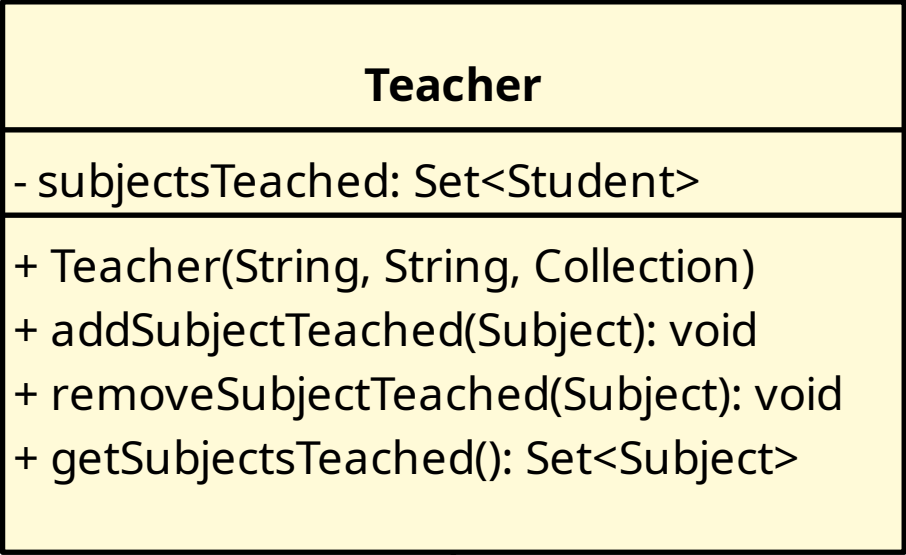 Teacher
- subjectsTeached: Set<Student>
+ Teacher(String, String, Collection)
+ addSubjectTeached(Subject): void
+ removeSubjectTeached(Subject): void
+ getSubjectsTeached(): Set<Subject>